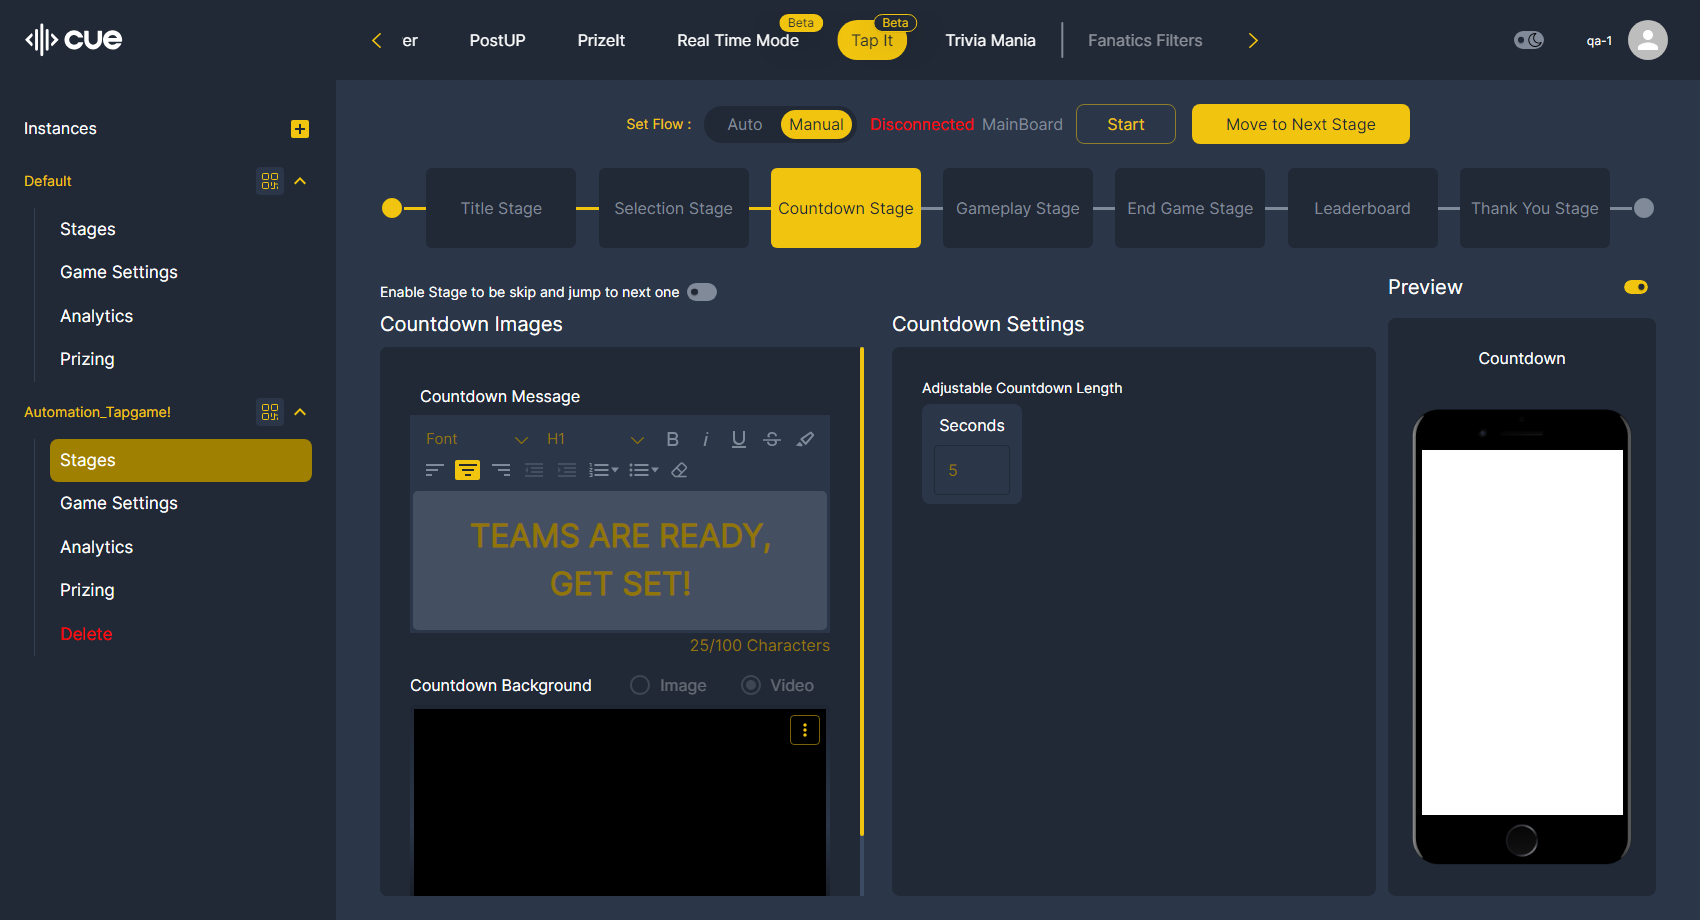 cue
er
PostUP
PrizeIt
Real Time Mode
Beta
Tap It
Beta
Trivia Mania
Fanatics Filters
qa-1
Instances
Default
Stages
Game Settings
Analytics
Prizing
Automation_Tapgame!
Stages
Game Settings
Analytics
Prizing
Delete
Set Flow :
Auto
Manual
Disconnected MainBoard
Start
Move to Next Stage
Title Stage
Selection Stage
Countdown Stage
Gameplay Stage
End Game Stage
Leaderboard
Thank You Stage
Enable Stage to be skip and jump to next one
Countdown Images
Countdown Message
Font
H1
B
i
U
S
TEAMS ARE READY,
GET SET!
25/100 Characters
Countdown Background
Image
Video
Countdown Settings
Adjustable Countdown Length
Seconds
5
Preview
Countdown